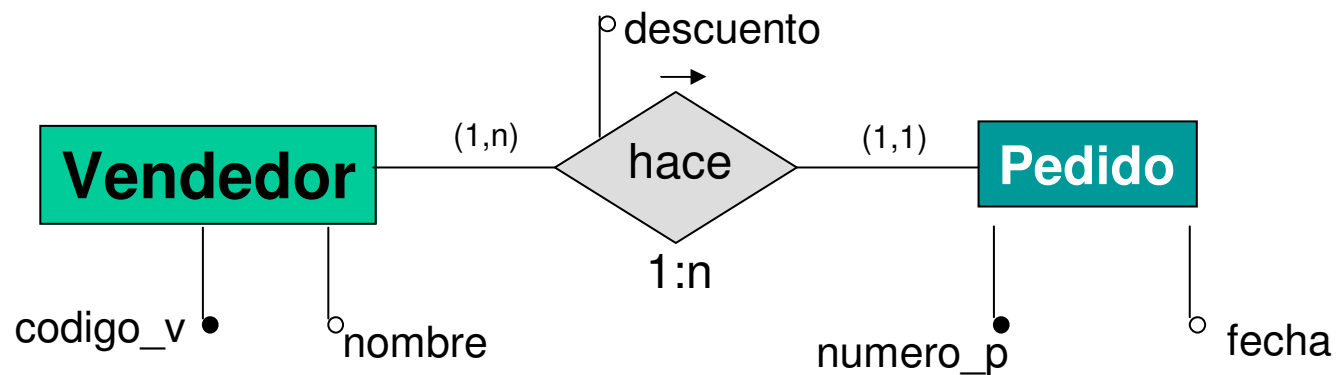 descuento
(1,n)
(1,1)
Vendedor
hace
Pedido
1:n
codigo_v
nombre
numero_p
fecha